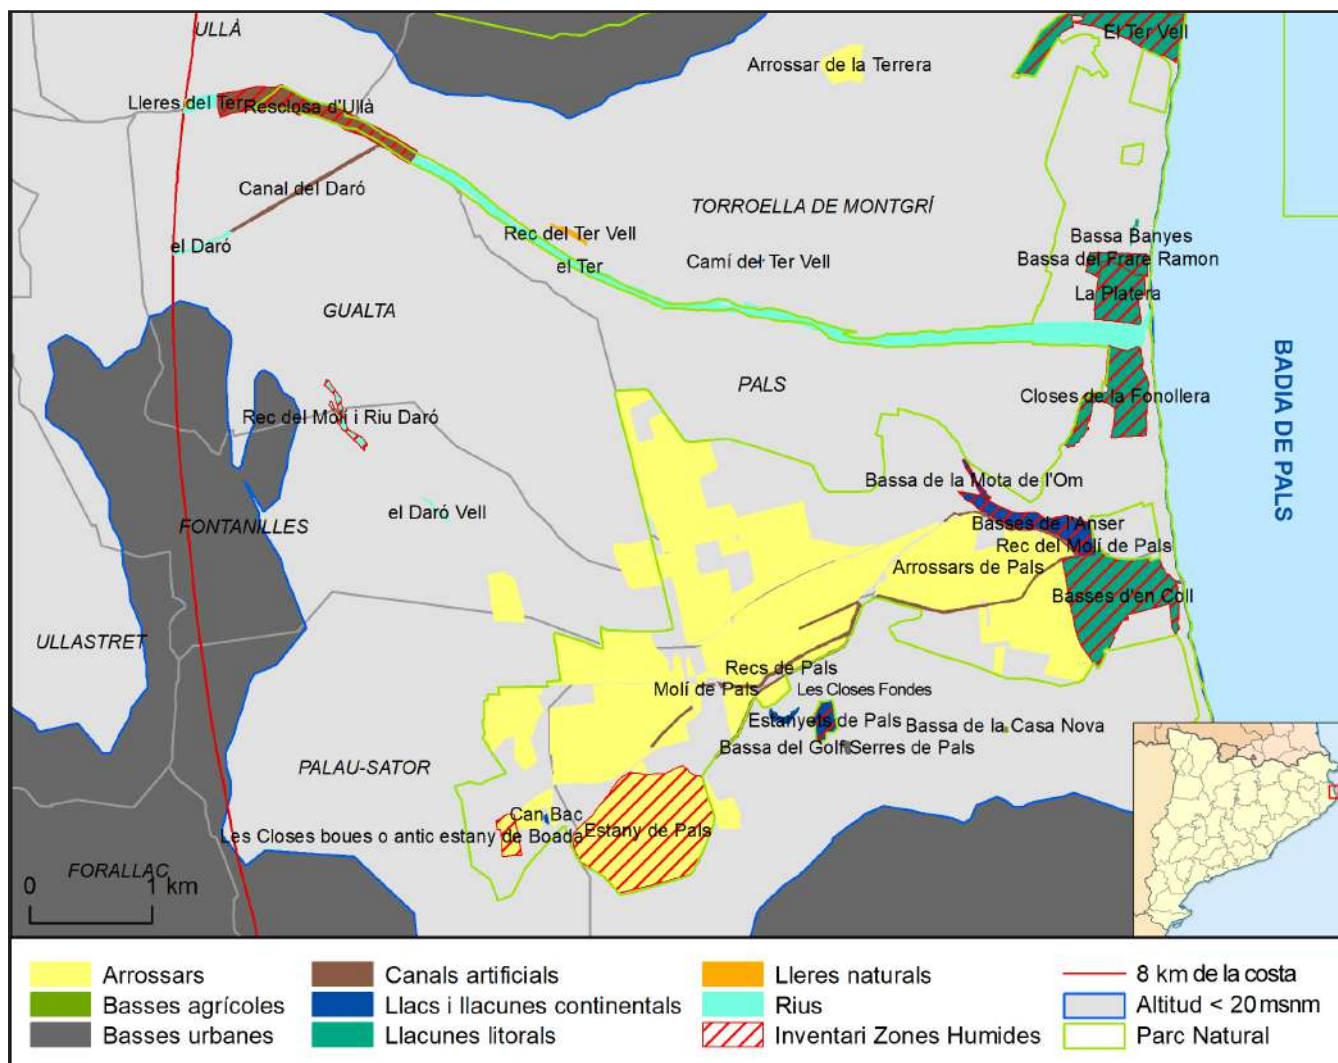 ULLÀ
El Ter Vell
Arrossar de la Terrera
Lleres del Ter
Resclosa d'Ullà
Canal del Daró
TORROELLA DE MONTGRÍ
Rec del Ter Vell
Bassa Banyes
el Daró
el Ter
Camí del Ter Vell
Bassa del Frare Ramon
La Platera
GUALTA
BADIA DE PALS
PALS
Closes de la Fonollera
Rec del Molí i Riu Daró
Bassa de la Mota de l'Om
el Daró Vell
FONTANILLES
Basses de l'Anser
Rec del Molí de Pals
Arrossars de Pals
Basses d'en Coll
ULLASTRET
Recs de Pals
Molí de Pals
Les Closes Fondes
Estanyets de Pals
Bassa de la Casa Nova
Bassa del Golf Serres de Pals
PALAU-SATOR
Can Bac
Les Closes boues o antic estany de Boada
Estany de Pals
FORALLAC
0 1 km
Arrossars
Basses agrícoles
Basses urbanes
Canals artificials
Llacs i llacunes continentals
Llacunes litorals
Lleres naturals
Rius
Inventari Zones Humides
8 km de la costa
Altitud < 20 msnm
Parc Natural